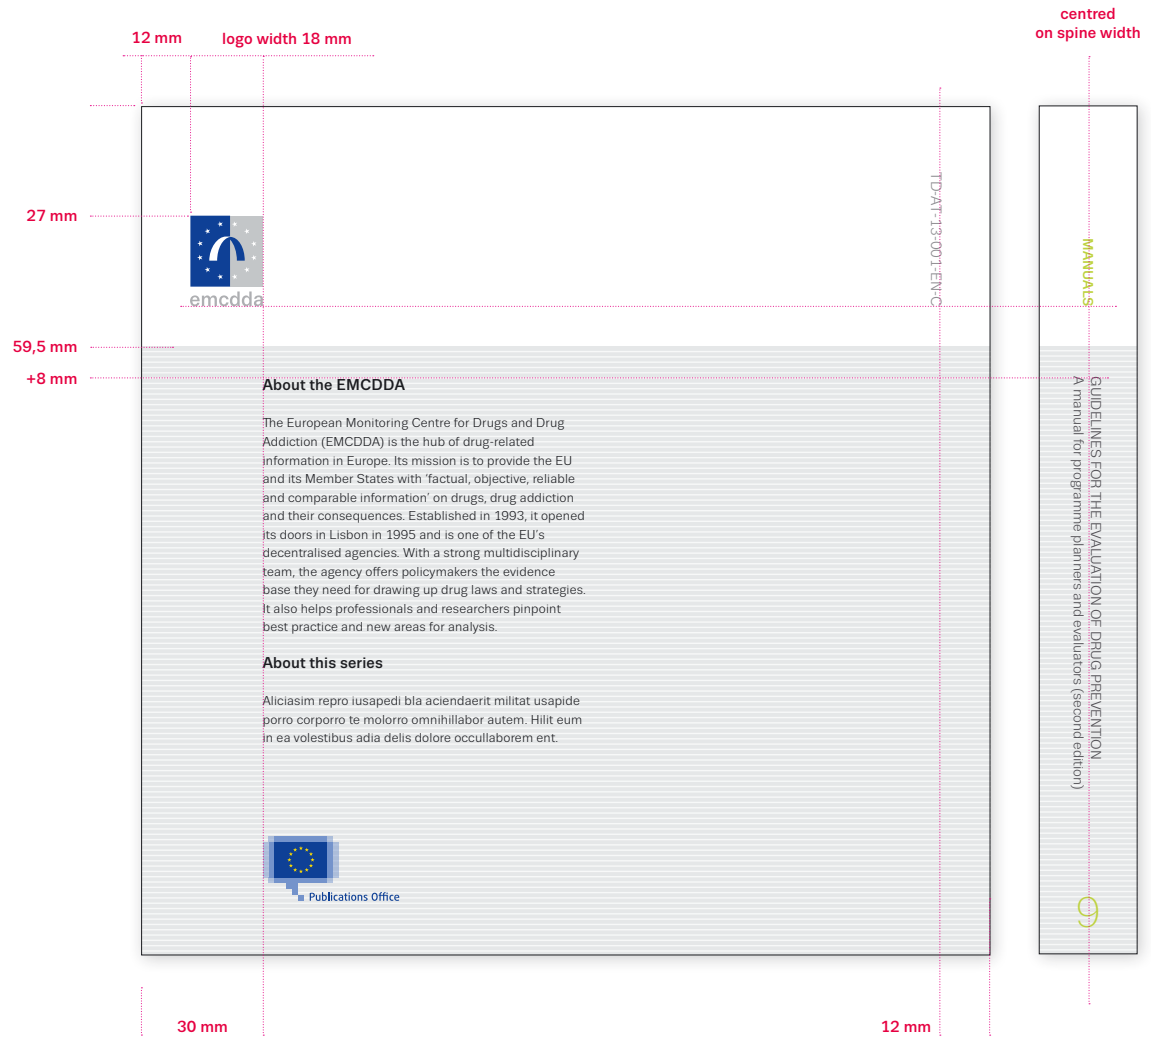 centred
on spine width
12 mm
logo width 18 mm
27 mm
emcdda
TD-AT-13-001-EN-C
MANUALS
59,5 mm
+8 mm
About the EMCDDA
The European Monitoring Centre for Drugs and Drug
Addiction (EMCDDA) is the hub of drug-related
information in Europe. Its mission is to provide the EU
and its Member States with ‘factual, objective, reliable
and comparable information’ on drugs, drug addiction
and their consequences. Established in 1993, it opened
its doors in Lisbon in 1995 and is one of the EU’s
decentralised agencies. With a strong multidisciplinary
team, the agency offers policymakers the evidence
base they need for drawing up drug laws and strategies.
It also helps professionals and researchers pinpoint
best practice and new areas for analysis.
About this series
Aliciasim repro iusapedi bla aciendaerit militat usapide
porro corporro te molorro omnihillabor autem. Hilit eum
in ea volestibus adia delis dolore occullaborem ent.
Publications Office
GUIDELINES FOR THE EVALUATION OF DRUG PREVENTION
A manual for programme planners and evaluators (second edition)
9
30 mm
12 mm